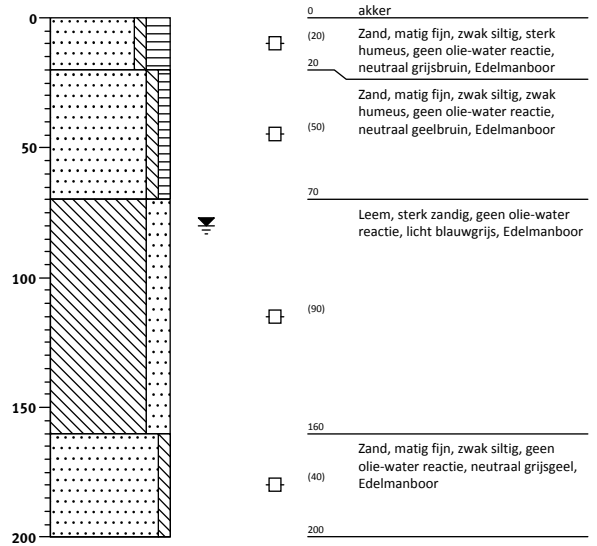 0
50
100
150
200
0 akker
(20) Zand, matig fijn, zwak siltig, sterk
humeus, geen olie-water reactie,
20 neutraal grijsbruin, Edelmanboor
Zand, matig fijn, zwak siltig, zwak
humeus, geen olie-water reactie,
(50) neutraal geelbruin, Edelmanboor
70
Leem, sterk zandig, geen olie-water
reactie, licht blauwgrijs, Edelmanboor
(90)
160
Zand, matig fijn, zwak siltig, geen
olie-water reactie, neutraal grijsgeel,
(40) Edelmanboor
200